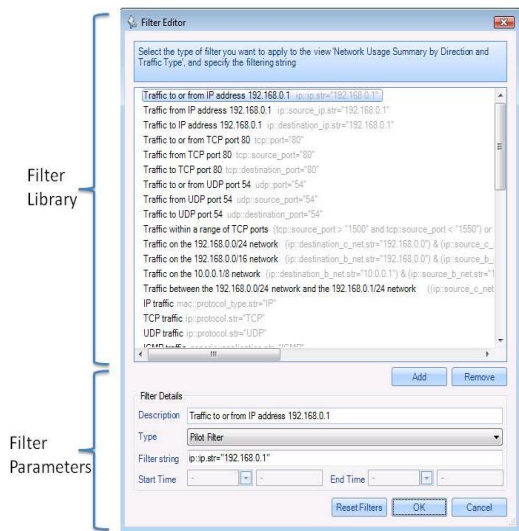 Filter Editor
Select the type of filter you want to apply to the view 'Network Usage Summary by Direction and
Traffic Type', and specify the filtering string
Traffic to or from IP address 192.168.0.1 ip::ip.str="192.168.0.1"
Traffic from IP address 192.168.0.1 ip::source_ip.str="192.168.0.1"
Traffic to IP address 192.168.0.1 ip::destination_ip.str="192.168.0.1"
Traffic to or from TCP port 80 tcp::port="80"
Traffic from TCP port 80 tcp::source_port="80"
Traffic to TCP port 80 tcp::destination_port="80"
Traffic to or from UDP port 54 udp::port="54"
Traffic from UDP port 54 udp::source_port="54"
Traffic to UDP port 54 udp::destination_port="54"
Traffic within a range of TCP ports (tcp::source_port > "1500" and tcp::source_port < "1550") or
Traffic on the 192.168.0.0/24 network (ip::destination_c_net.str="192.168.0.0") & (ip::source_c_
Traffic on the 192.168.0.0/16 network (ip::destination_b_net.str="192.168.0.0") & (ip::source_b_
Traffic on the 10.0.0.1/8 network (ip::destination_b_net.str="10.0.0.1") & (ip::source_b_net.str="1
Traffic between the 192.168.0.0/24 network and the 192.168.0.1/24 network ((ip::source_c_net
IP traffic mac::protocol_type.str="IP"
TCP traffic ip::protocol.str="TCP"
UDP traffic ip::protocol.str="UDP"
ICMP traffic
Filter
Library
Add Remove
Filter Details
Description Traffic to or from IP address 192.168.0.1
Type Pilot Filter
Filter string ip::ip.str="192.168.0.1"
Start Time - - End Time - -
Filter
Parameters
Reset Filters OK Cancel